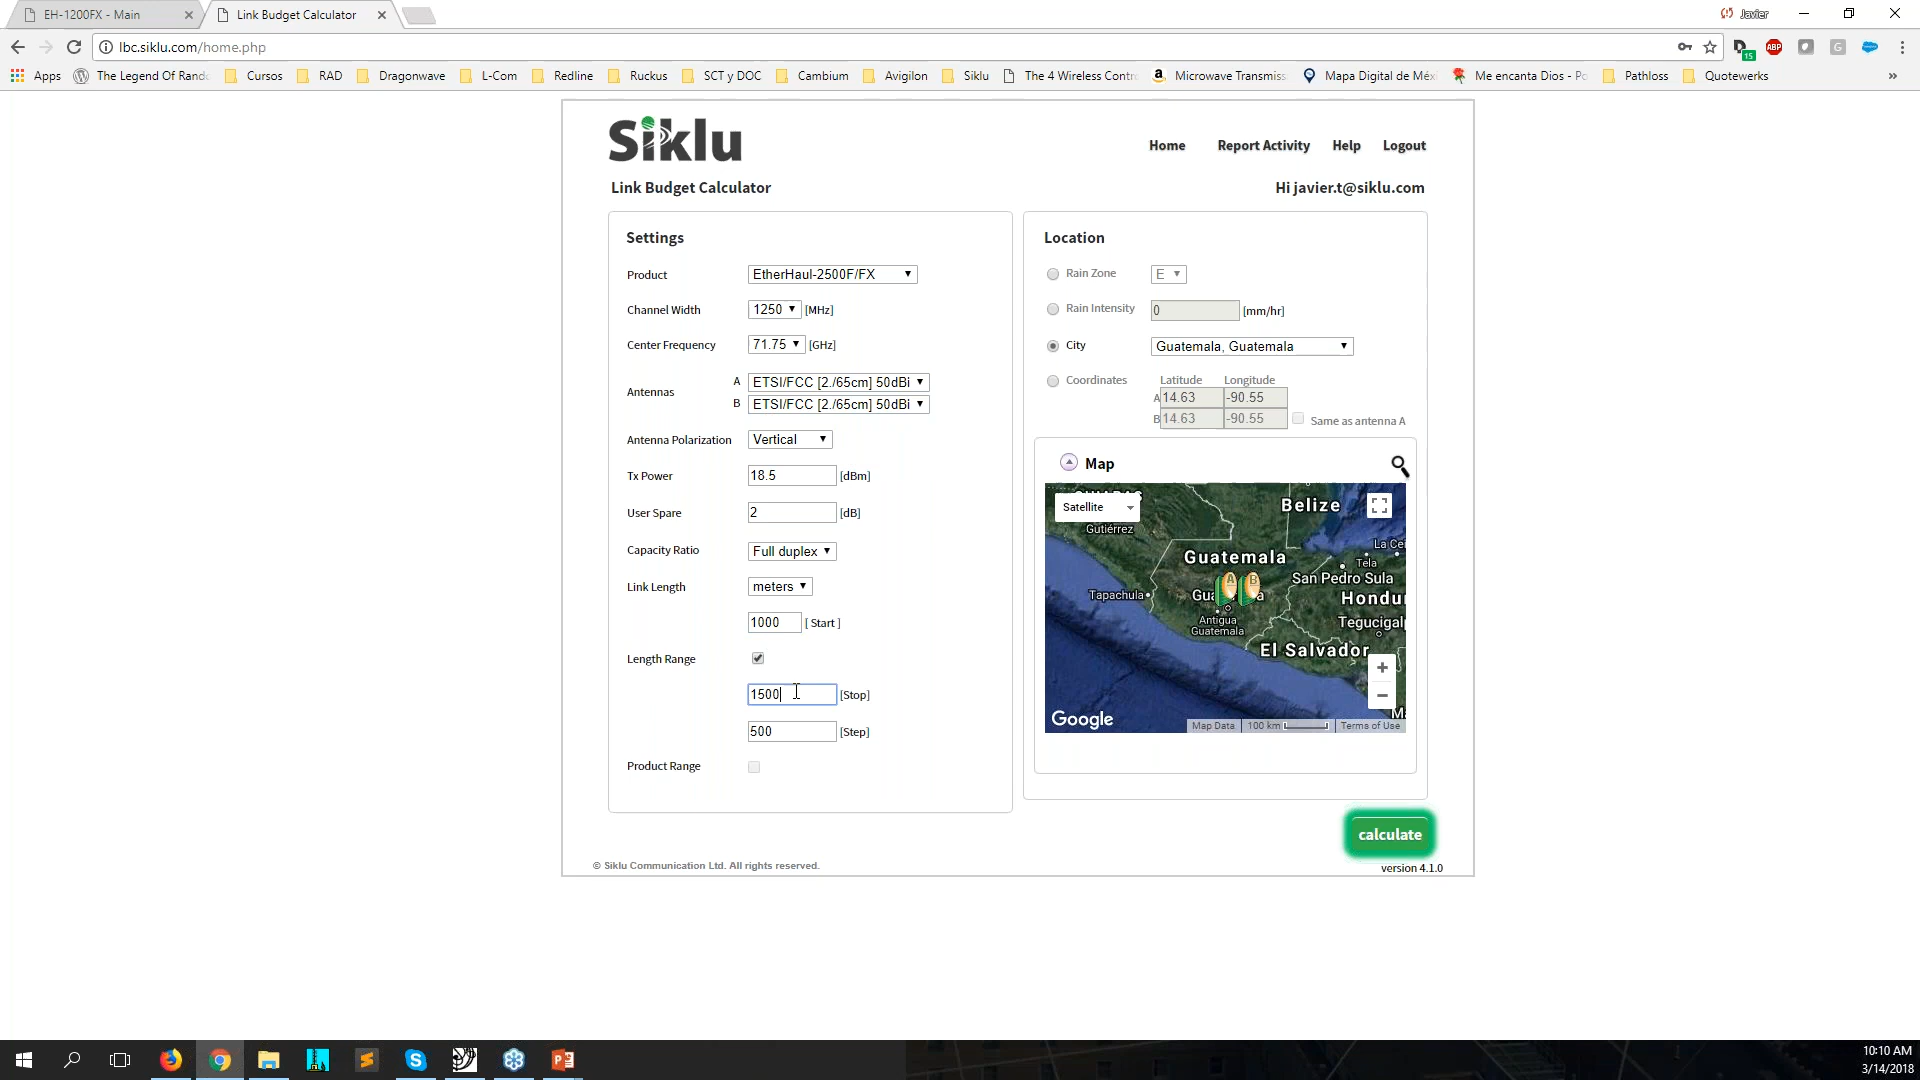 EH-1200FX - Main
Link Budget Calculator
Javier
lbc.siklu.com/home.php
ABP
15
G
Apps
The Legend Of Rando
Cursos
RAD
Dragonwave
L-Com
Redline
Ruckus
SCT y DOC
Cambium
Avigilon
Siklu
The 4 Wireless Contr
Microwave Transmiss
Mapa Digital de Méxi
Me encanta Dios - Po
Pathloss
Quotewerks
»
Siklu
Home
Report Activity
Help
Logout
Link Budget Calculator
Hi javier.t@siklu.com
Settings
Product
EtherHaul-2500F/FX
Channel Width
1250
[MHz]
Center Frequency
71.75
[GHz]
Antennas
A
ETSI/FCC [2./65cm] 50dBi
B
ETSI/FCC [2./65cm] 50dBi
Antenna Polarization
Vertical
Tx Power
18.5
[dBm]
User Spare
2
[dB]
Capacity Ratio
Full duplex
Link Length
meters
1000
[ Start ]
Length Range
1500
[Stop]
500
[Step]
Product Range
Location
Rain Zone
E
Rain Intensity
0
[mm/hr]
City
Guatemala, Guatemala
Coordinates
Latitude
Longitude
A
14.63
-90.55
B
14.63
-90.55
Same as antenna A
Map
Satellite
Gutiérrez
Belize
La Cei
Guatemala
Tela
San Pedro Sula
Tapachula
Gua
A
B
a
Hondu
Antigua
Guatemala
Tegucigal
El Salvador
+
−
M
Google
Map Data
100 km
Terms of Use
calculate
© Siklu Communication Ltd. All rights reserved.
version 4.1.0
10:10 AM
3/14/2018